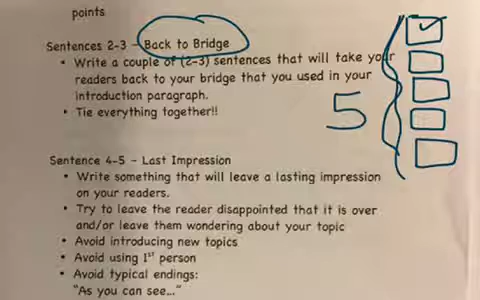 points
Sentences 2-3 - Back to Bridge
• Write a couple of (2-3) sentences that will take your
readers back to your bridge that you used in your
introduction paragraph.
• Tie everything together!!
5
Sentence 4-5 - Last Impression
• Write something that will leave a lasting impression
on your readers.
• Try to leave the reader disappointed that it is over
and/or leave them wondering about your topic
• Avoid introducing new topics
• Avoid using 1st person
• Avoid typical endings:
"As you can see..."